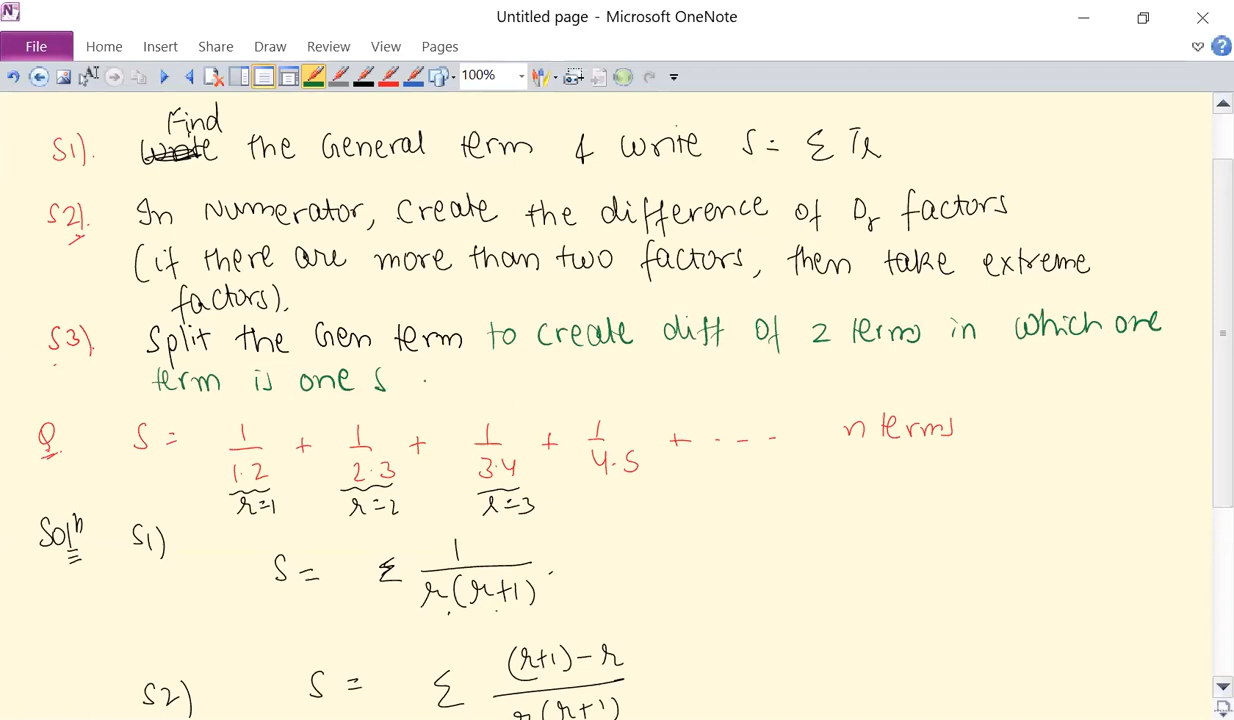 Untitled page - Microsoft OneNote
File Home Insert Share Draw Review View Pages
100%
Find
S1). the General term & write S = Σ Tr
S2). In Numerator, create the difference of Dr factors
(if there are more than two factors, then take extreme
factors).
S3). Split the Gen term to create diff of 2 terms in which one
term is one s
Q. S = 1/1·2 + 1/2·3 + 1/3·4 + 1/4·5 + - - - n terms
r=1 r=2 r=3
Solⁿ S1)
S = Σ 1/r(r+1)
S2) S = Σ (r+1)-r/r(r+1)